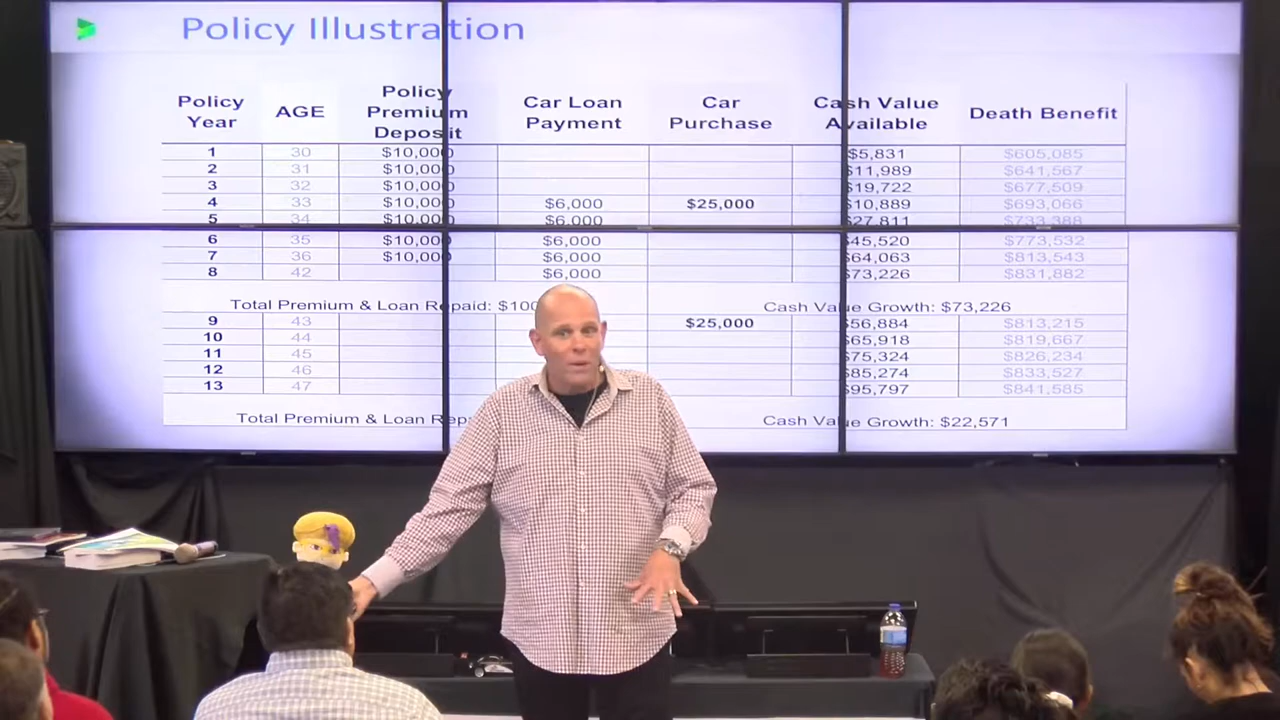 Policy Illustration
Policy Year AGE Policy Premium Deposit Car Loan Payment Car Purchase Cash Value Available Death Benefit
1 30 $10,000 $5,831 $605,085
2 31 $10,000 $11,989 $641,567
3 32 $10,000 $19,722 $677,509
4 33 $10,000 $6,000 $25,000 $10,889 $693,066
5 34 $10,000 $6,000 $27,811 $733,388
6 35 $10,000 $6,000 $45,520 $773,532
7 36 $10,000 $6,000 $64,063 $813,543
8 42 $6,000 $73,226 $831,882
Total Premium & Loan Repaid: $100 Cash Value Growth: $73,226
9 43 $25,000 $56,884 $813,215
10 44 $65,918 $819,667
11 45 $75,324 $826,234
12 46 $85,274 $833,527
13 47 $95,797 $841,585
Total Premium & Loan Rep Cash Value Growth: $22,571